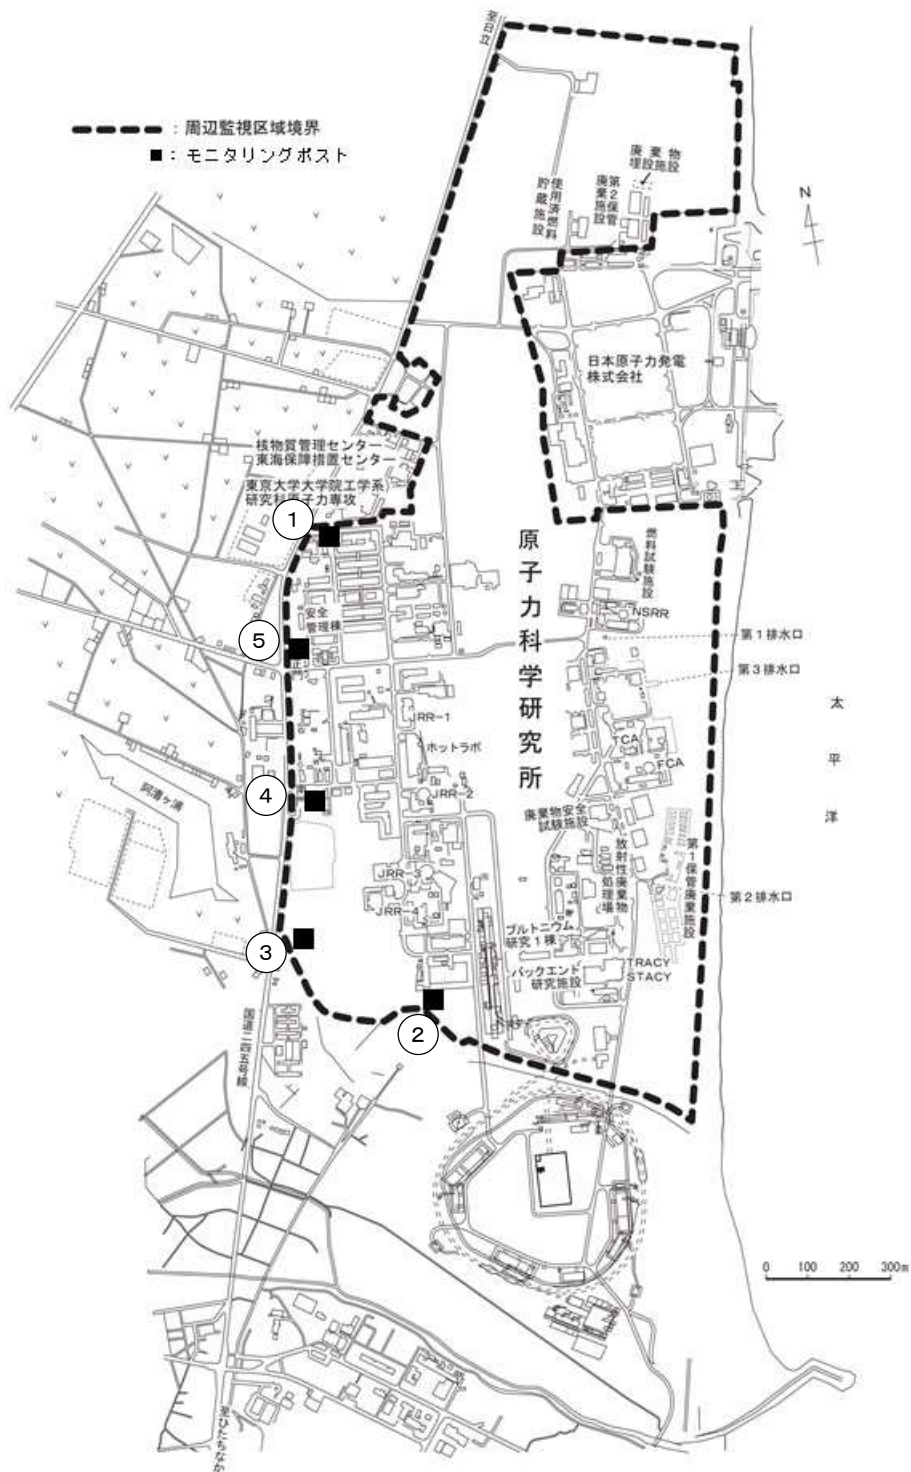 至日立
: 周辺監視区域境界
■ : モニタリングポスト
廃棄物
埋設施設
第2保管
廃棄施設
使用済燃料
貯蔵施設
N
日本原子力発電
株式会社
核物質管理センター
東海保障措置センター
東京大学大学院工学系
研究科原子力専攻
①
原子力科学研究所
燃料試験施設
NSRR
安全
管理棟
⑤
第1排水口
第3排水口
太平洋
JRR-1
ホットラボ
TCA
FCA
JRR-2
④
阿漕ヶ浦
廃棄物安全
試験施設
放射性廃棄物
処理場
第1保管廃棄施設
JRR-3
JRR-4
第2排水口
プルトニウム
研究1棟
③
バックエンド
研究施設
TRACY
STACY
②
国道二四五号線
0 100 200 300m
至ひたちなか